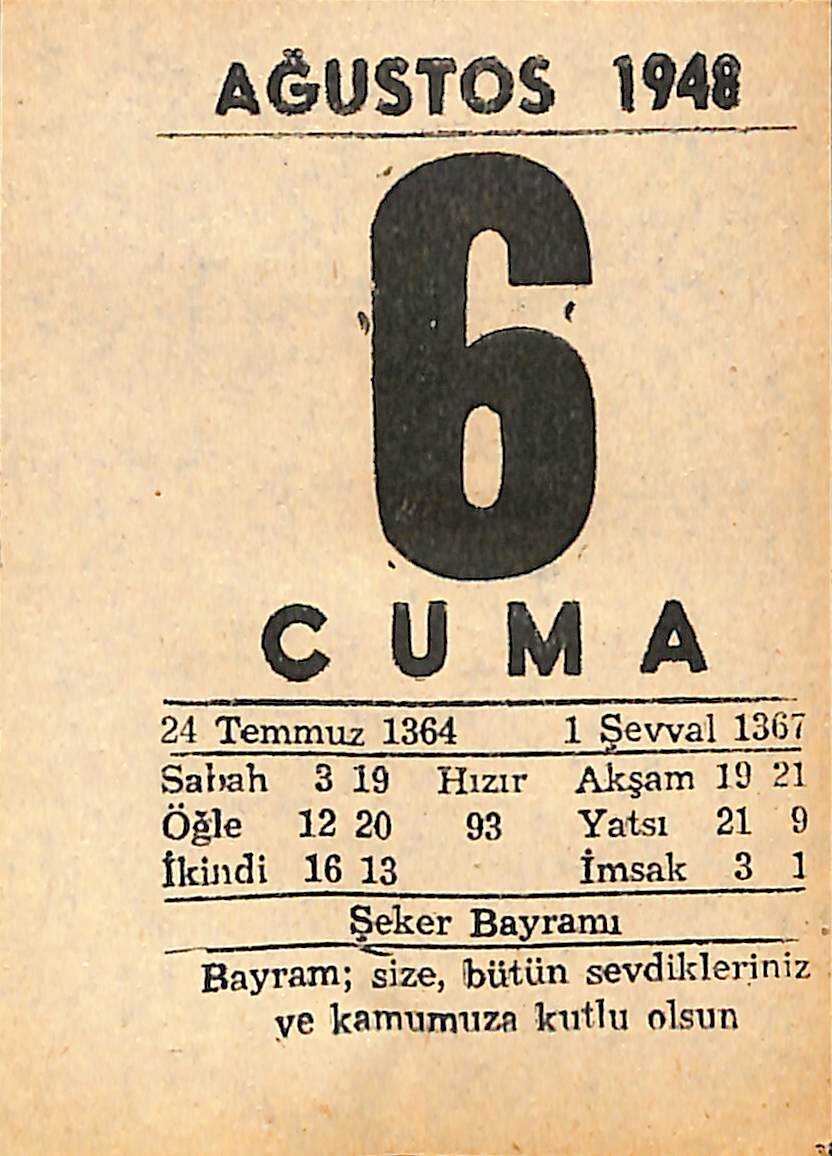 AĞUSTOS 1948
6
CUMA
24 Temmuz 1364 1 Şevval 1367
Sabah 3 19 Hızır Akşam 19 21
Öğle 12 20 93 Yatsı 21 9
İkindi 16 13 İmsak 3 1
Şeker Bayramı
Bayram; size, bütün sevdikleriniz
ve kamumuza kutlu olsun